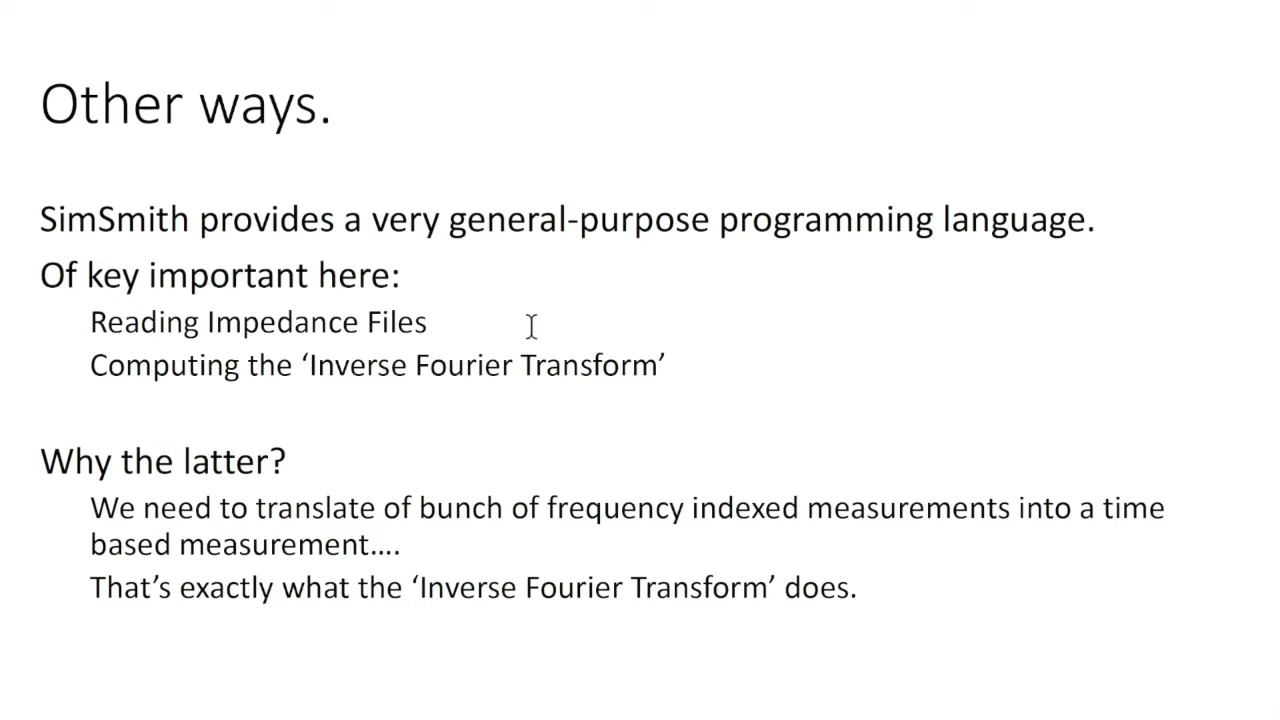 Other ways.
SimSmith provides a very general-purpose programming language.
Of key important here:
Reading Impedance Files
Computing the ‘Inverse Fourier Transform’
Why the latter?
We need to translate of bunch of frequency indexed measurements into a time
based measurement….
That’s exactly what the ‘Inverse Fourier Transform’ does.